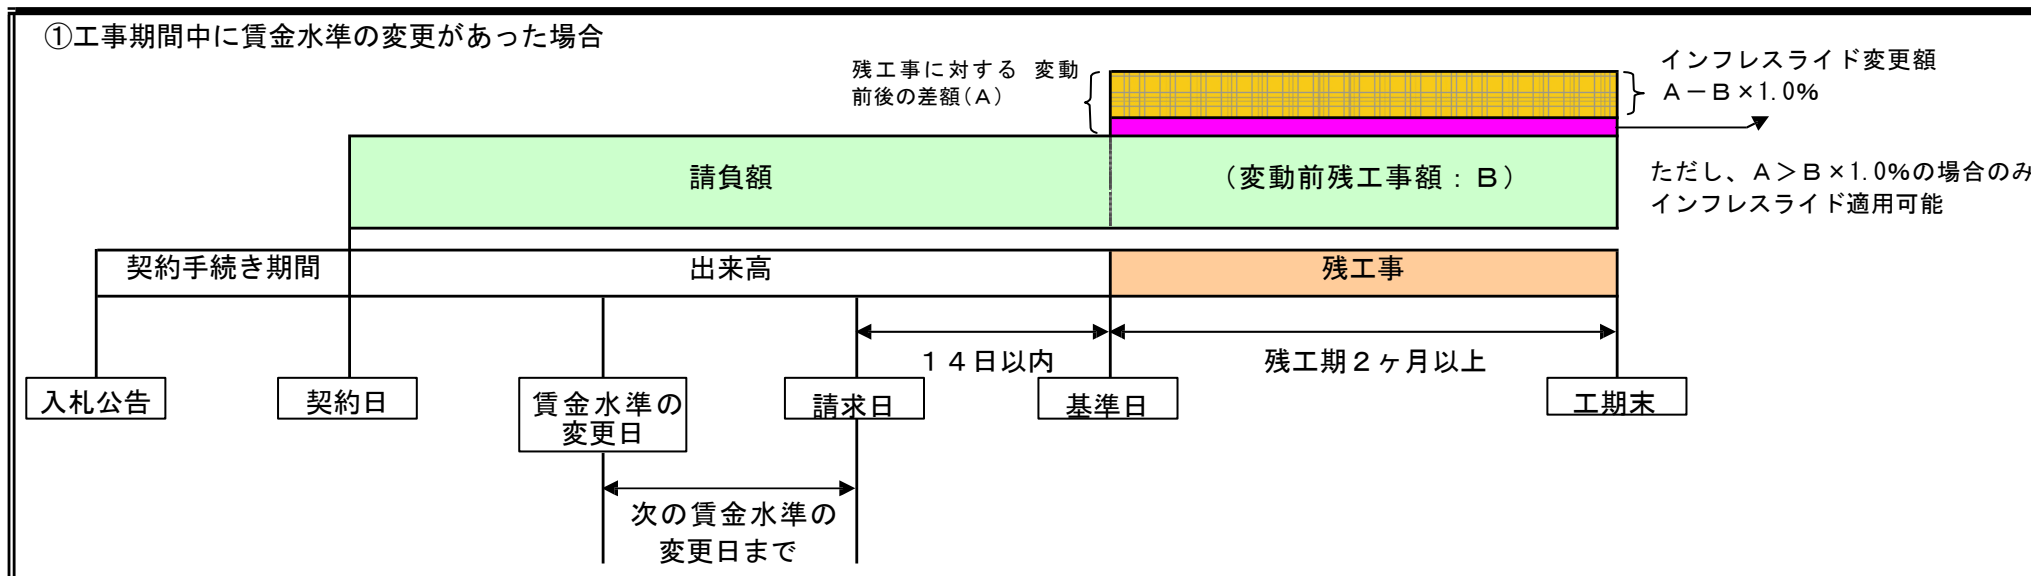 ①工事期間中に賃金水準の変更があった場合
残工事に対する 変動
前後の差額(A)
インフレスライド変更額
A－B×1.0%
請負額
(変動前残工事額：B)
ただし、A＞B×1.0%の場合のみ
インフレスライド適用可能
契約手続き期間
出来高
残工事
14日以内
残工期2ヶ月以上
入札公告
契約日
賃金水準の
変更日
請求日
基準日
工期末
次の賃金水準の
変更日まで